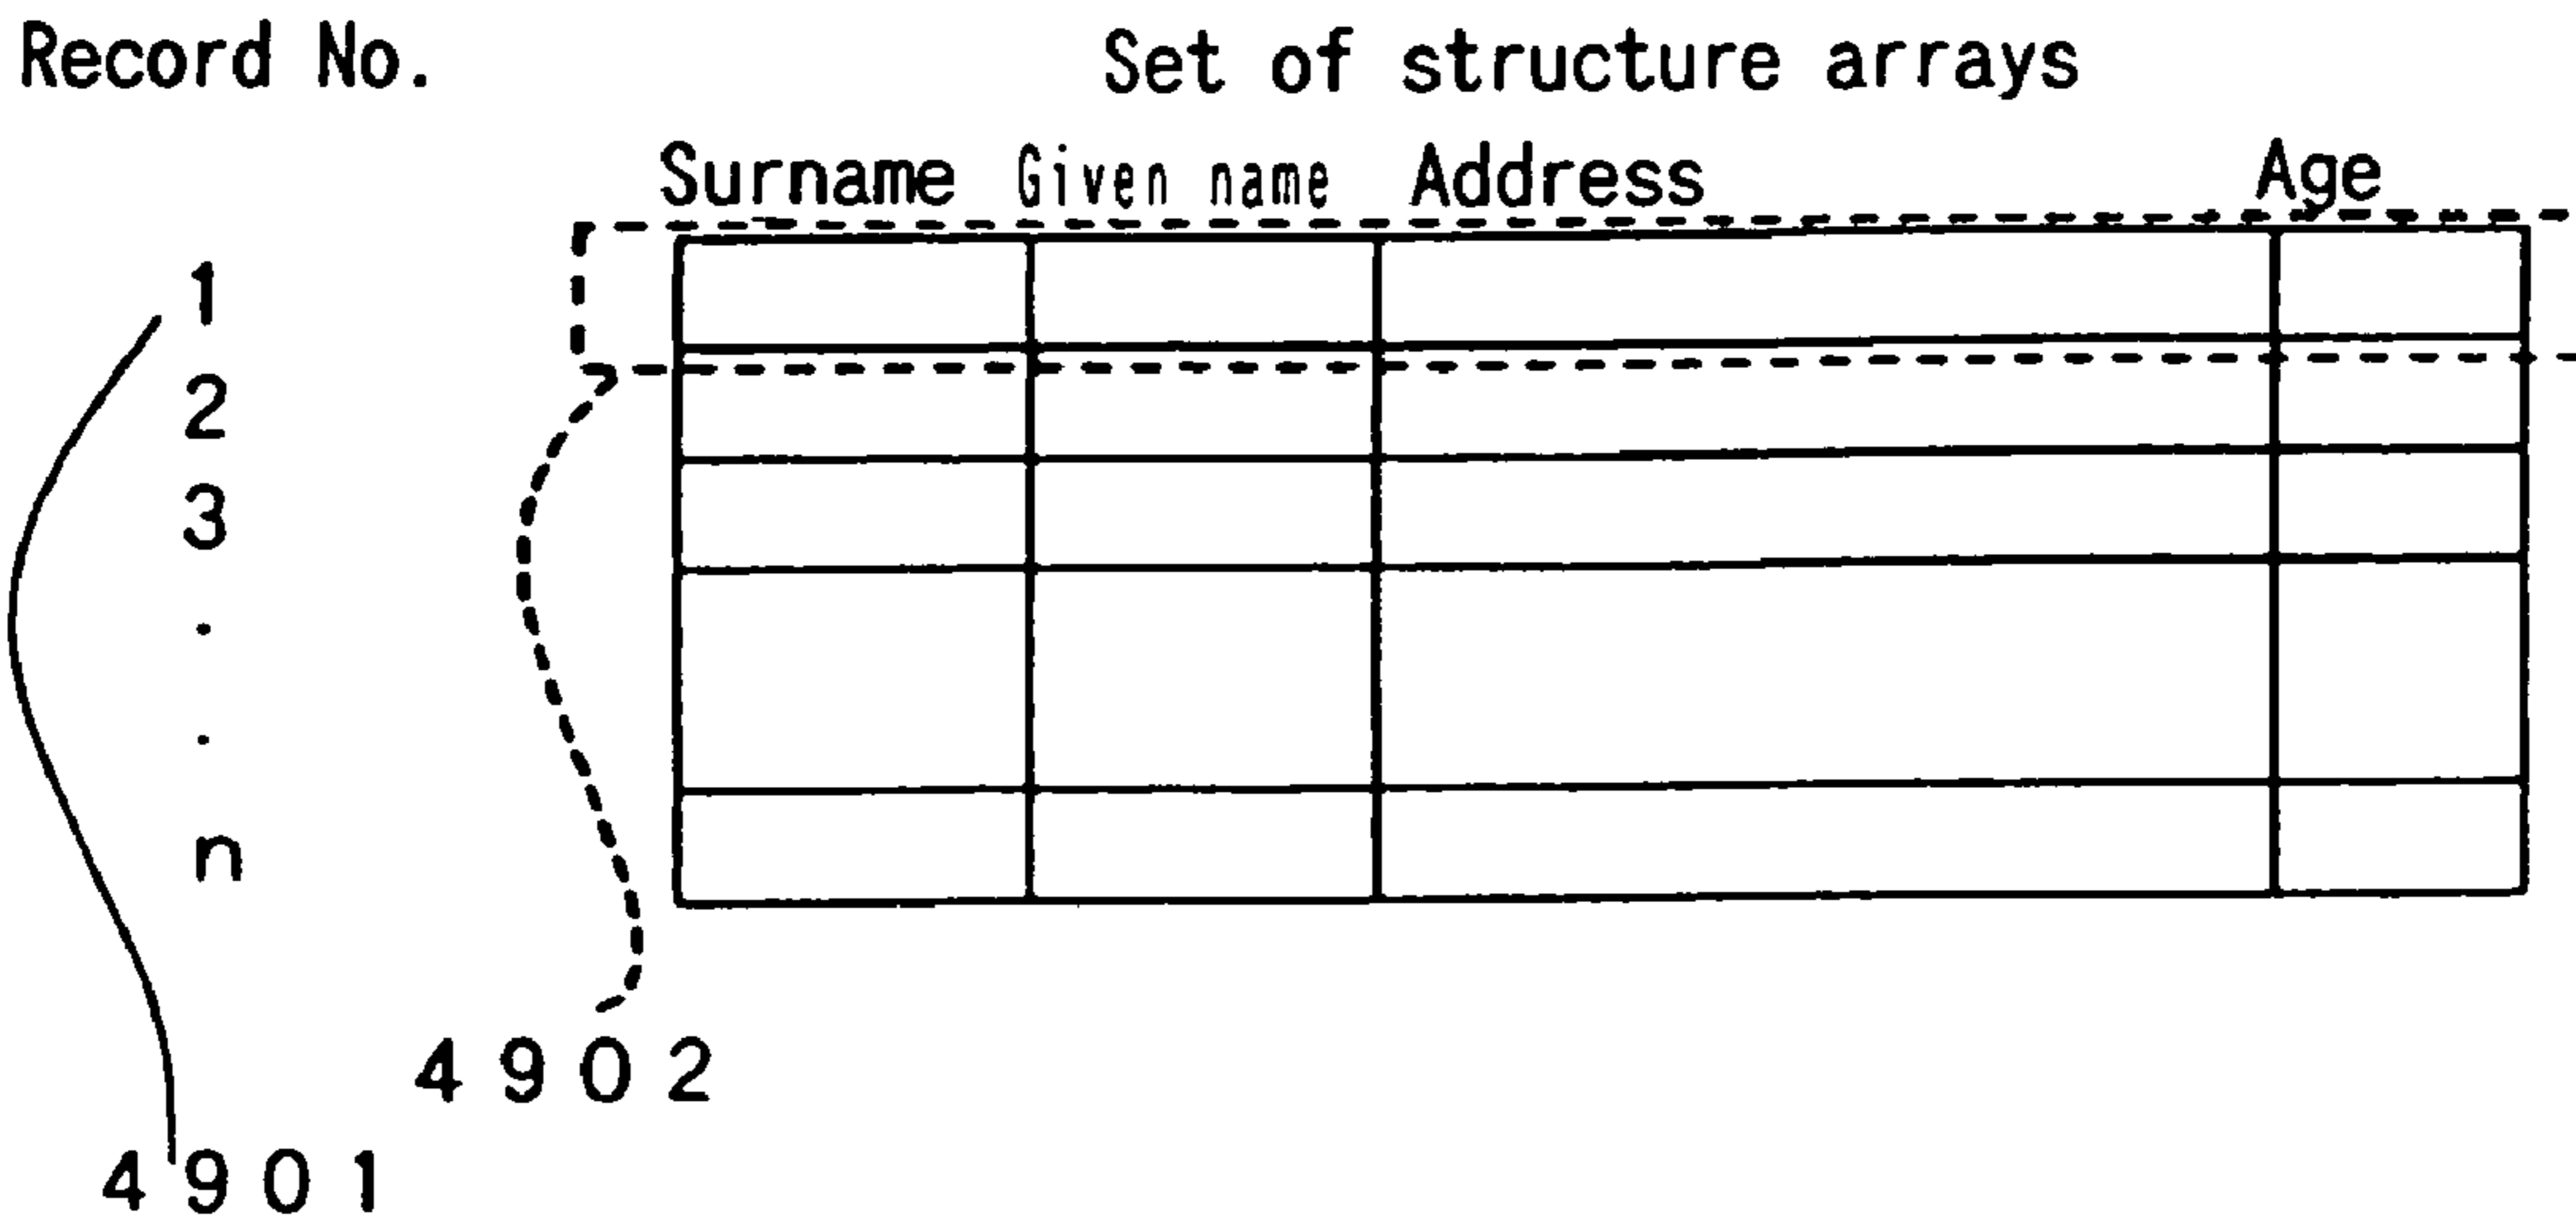 Record No. Set of structure arrays
Surname Given name Address Age
1
2
3
.
.
n
4902
4901